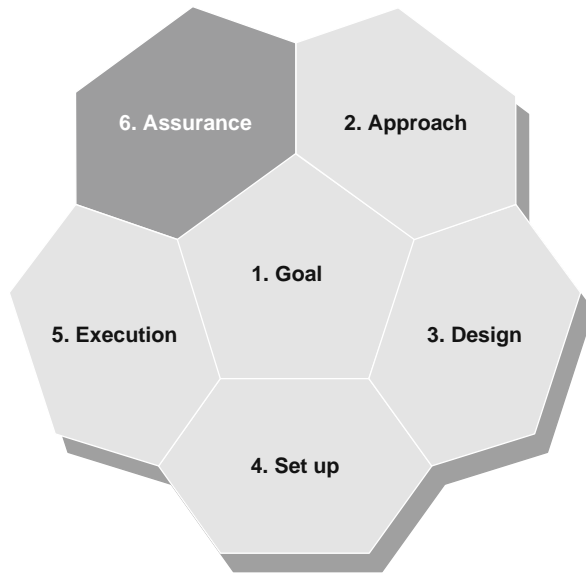 6. Assurance
2. Approach
1. Goal
5. Execution
3. Design
4. Set up